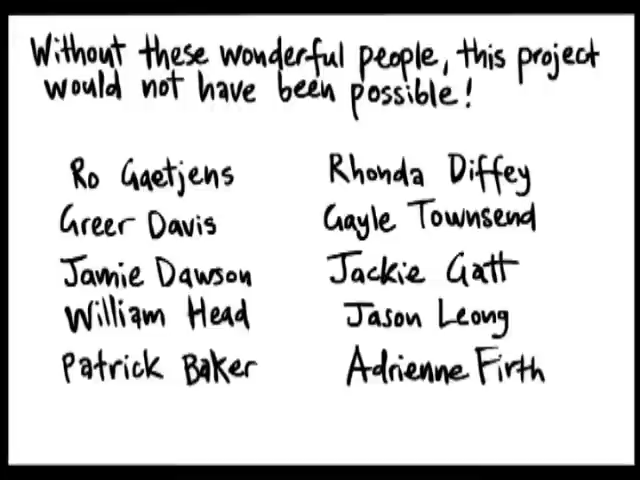 Without these wonderful people, this project
would not have been possible!
Ro Gaetjens
Greer Davis
Jamie Dawson
William Head
Patrick Baker
Rhonda Diffey
Gayle Townsend
Jackie Gatt
Jason Leong
Adrienne Firth